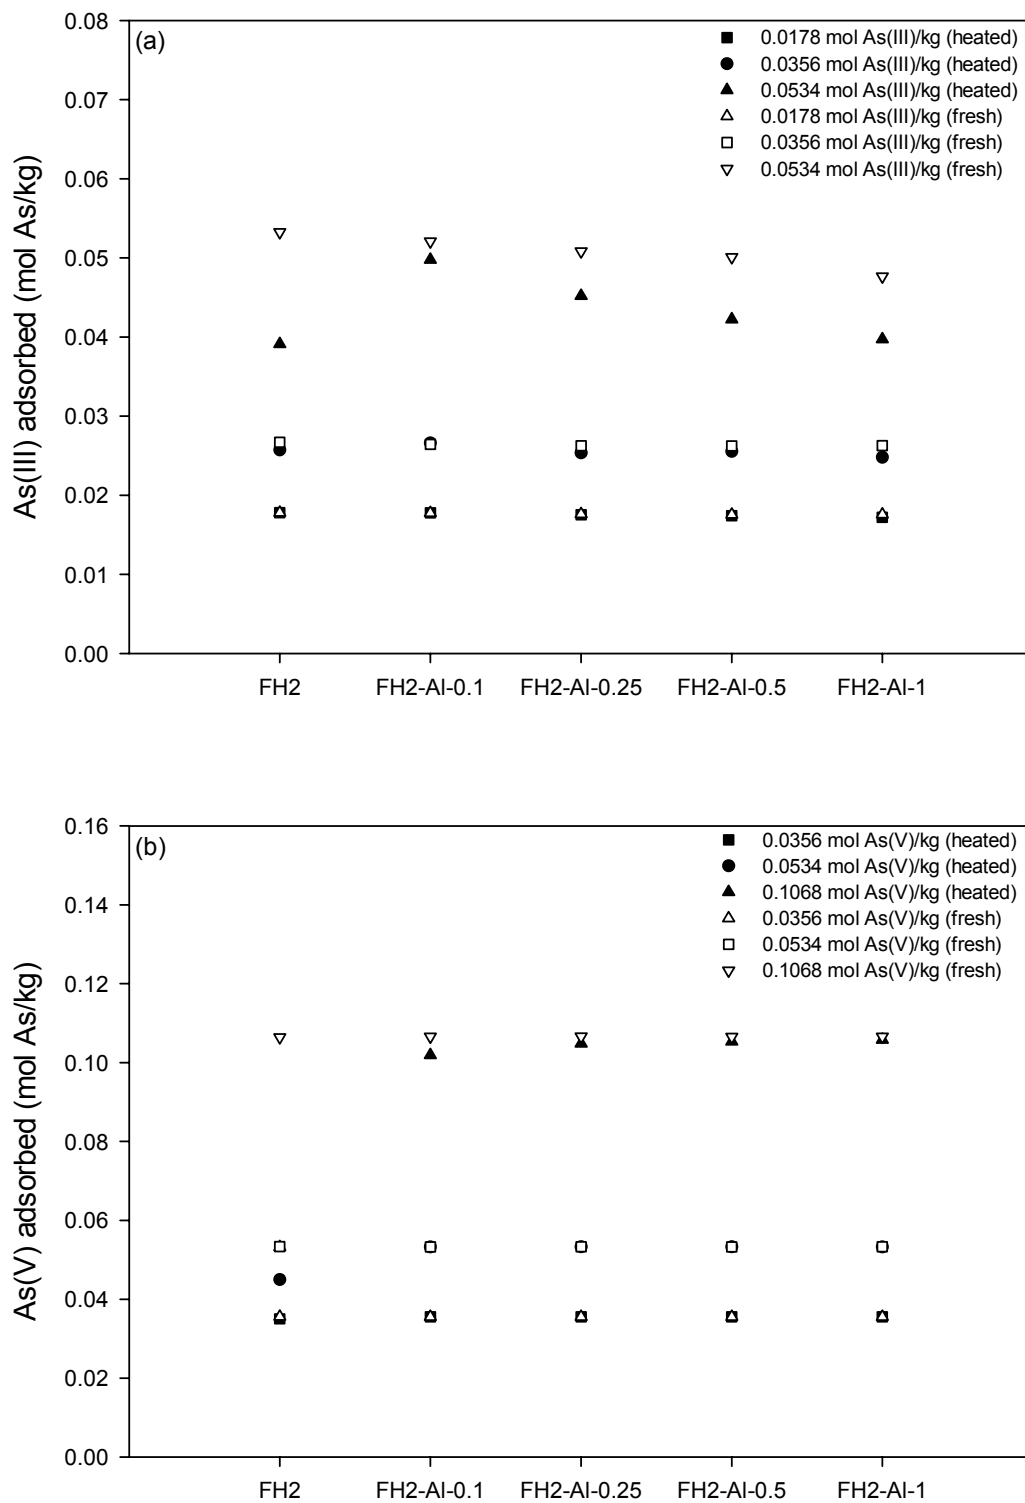 (a)
0.0178 mol As(III)/kg (heated)
0.0356 mol As(III)/kg (heated)
0.0534 mol As(III)/kg (heated)
0.0178 mol As(III)/kg (fresh)
0.0356 mol As(III)/kg (fresh)
0.0534 mol As(III)/kg (fresh)
As(III) adsorbed (mol As/kg)
0.08
0.07
0.06
0.05
0.04
0.03
0.02
0.01
0.00
FH2 FH2-Al-0.1 FH2-Al-0.25 FH2-Al-0.5 FH2-Al-1
(b)
0.0356 mol As(V)/kg (heated)
0.0534 mol As(V)/kg (heated)
0.1068 mol As(V)/kg (heated)
0.0356 mol As(V)/kg (fresh)
0.0534 mol As(V)/kg (fresh)
0.1068 mol As(V)/kg (fresh)
As(V) adsorbed (mol As/kg)
0.16
0.14
0.12
0.10
0.08
0.06
0.04
0.02
0.00
FH2 FH2-Al-0.1 FH2-Al-0.25 FH2-Al-0.5 FH2-Al-1